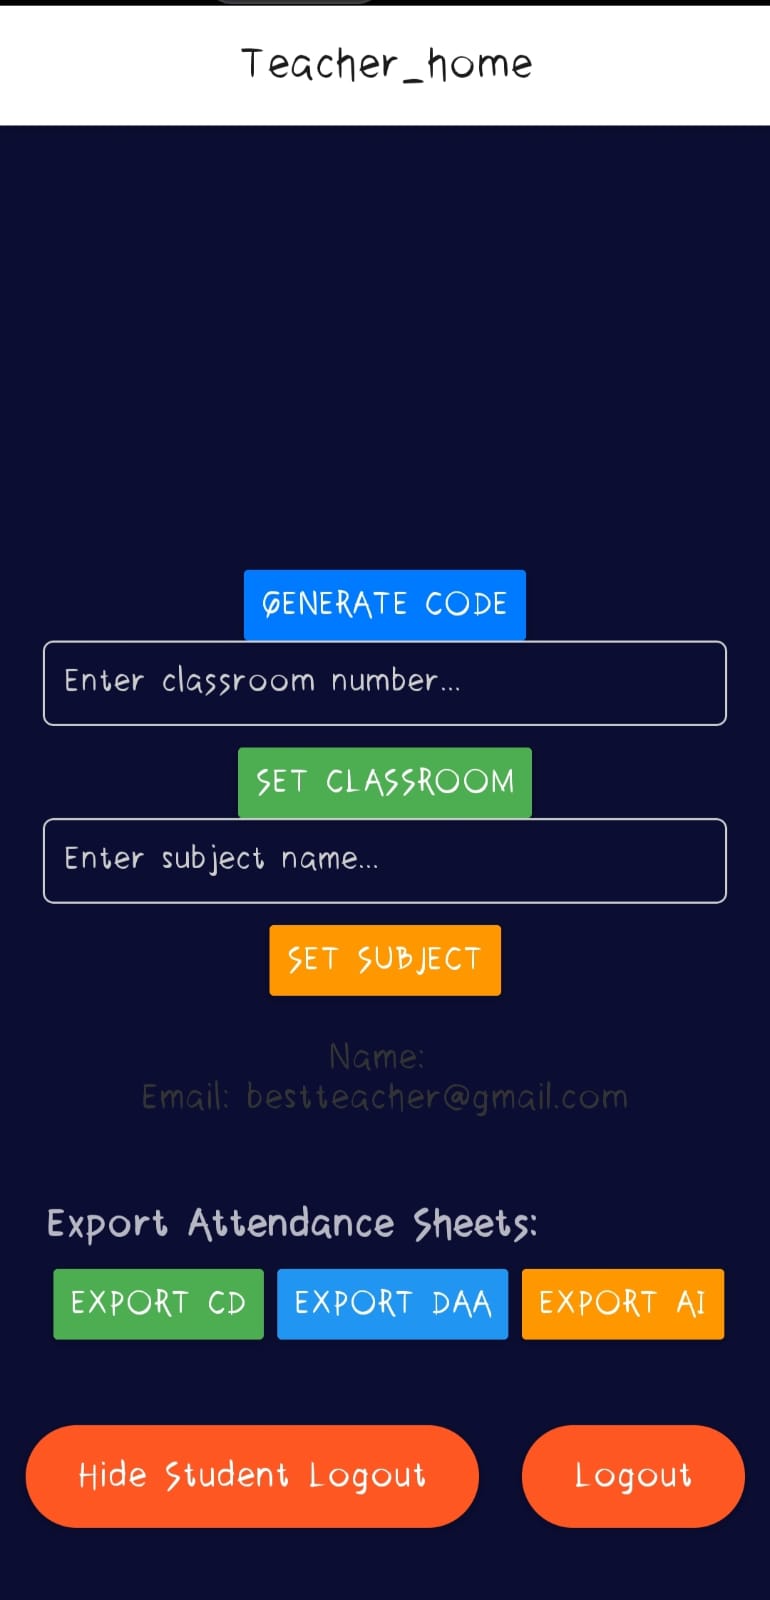 Teacher_home
GENERATE CODE
Enter classroom number...
SET CLASSROOM
Enter subject name...
SET SUBJECT
Name:
Email: bestteacher@gmail.com
Export Attendance Sheets:
EXPORT CD EXPORT DAA EXPORT AI
Hide Student Logout Logout